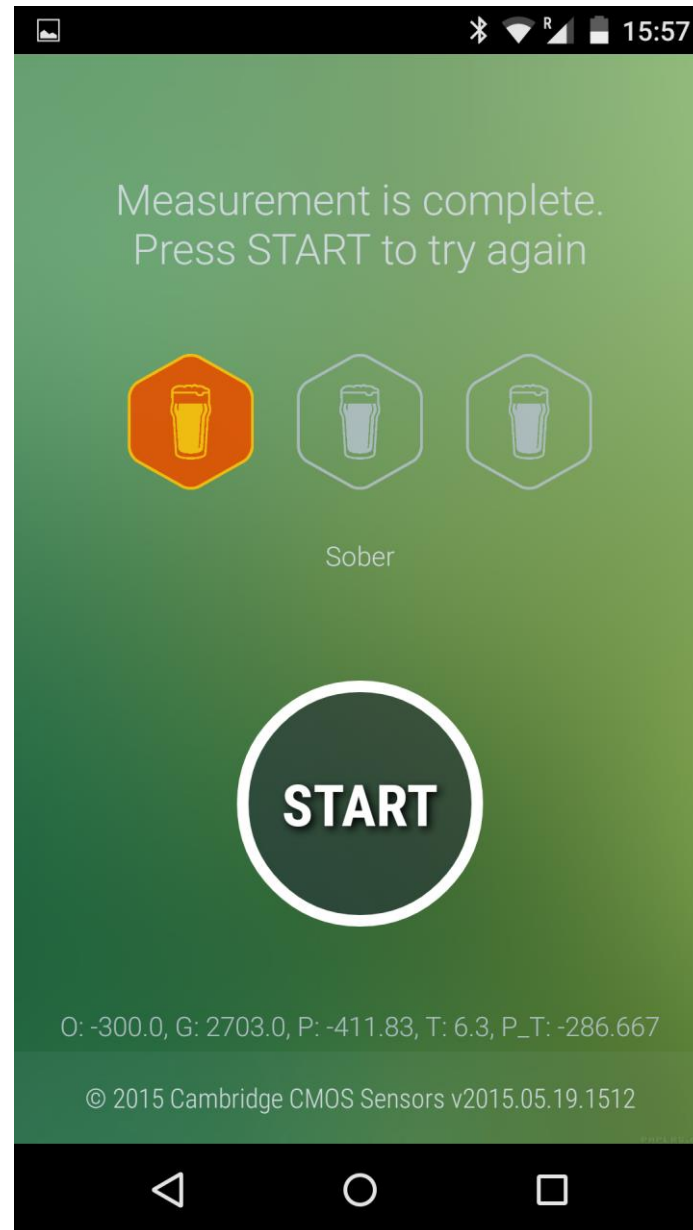 R 15:57
Measurement is complete.
Press START to try again
Sober
START
O: -300.0, G: 2703.0, P: -411.83, T: 6.3, P_T: -286.667
© 2015 Cambridge CMOS Sensors v2015.05.19.1512